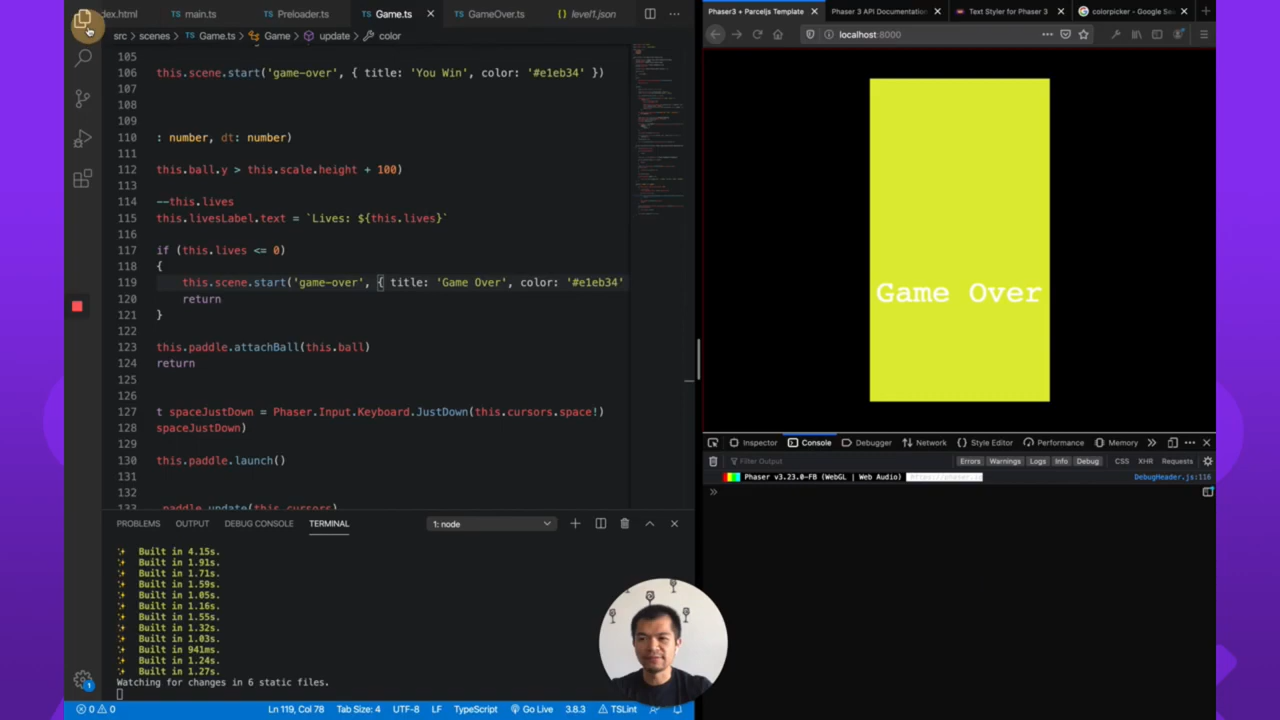 dex.html
main.ts
Preloader.ts
Game.ts
GameOver.ts
level1.json
src > scenes > Game.ts > Game > update > color
105
106 this.scene.start('game-over', { title: 'You Win', color: '#e1eb34' })
107
108
109
110 : number, dt: number)
111
112 this.ball.y > this.scale.height + 100)
113
114 --this.lives
115 this.livesLabel.text = `Lives: ${this.lives}`
116
117 if (this.lives <= 0)
118 {
119 this.scene.start('game-over', { title: 'Game Over', color: '#e1eb34'
120 return
121 }
122
123 this.paddle.attachBall(this.ball)
124 return
125
126
127 t spaceJustDown = Phaser.Input.Keyboard.JustDown(this.cursors.space!)
128 spaceJustDown)
129
130 this.paddle.launch()
131
132
133 .paddle.update(this.cursors)
PROBLEMS OUTPUT DEBUG CONSOLE TERMINAL 1: node
✨ Built in 4.15s.
✨ Built in 1.91s.
✨ Built in 1.71s.
✨ Built in 1.59s.
✨ Built in 1.05s.
✨ Built in 1.16s.
✨ Built in 1.55s.
✨ Built in 1.32s.
✨ Built in 1.03s.
✨ Built in 941ms.
✨ Built in 1.24s.
✨ Built in 1.27s.
Watching for changes in 6 static files.
1
0 0 Ln 119, Col 78 Tab Size: 4 UTF-8 LF TypeScript Go Live 3.8.3 TSLint
Phaser3 + Parceljs Template
Phaser 3 API Documentation
Text Styler for Phaser 3
colorpicker - Google Sea
localhost:8000
Game Over
Inspector Console Debugger Network Style Editor Performance Memory
Filter Output Errors Warnings Logs Info Debug CSS XHR Requests
Phaser v3.23.0-FB (WebGL | Web Audio) DebugHeader.js:116